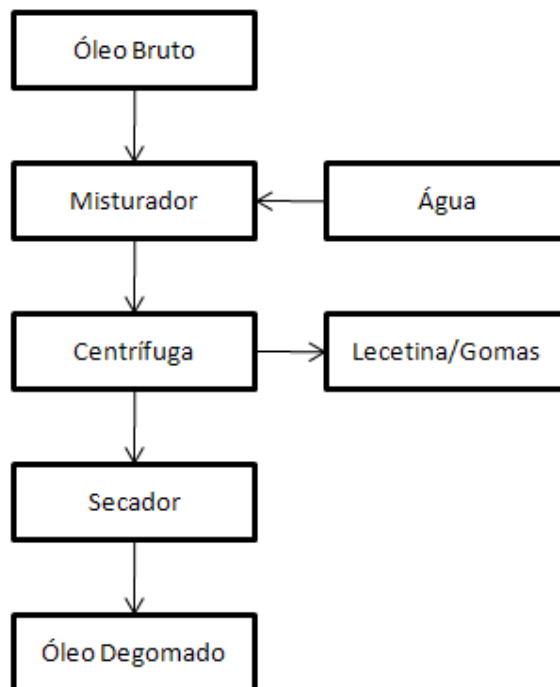 Óleo Bruto
Misturador
Água
Centrífuga
Lecetina/Gomas
Secador
Óleo Degomado